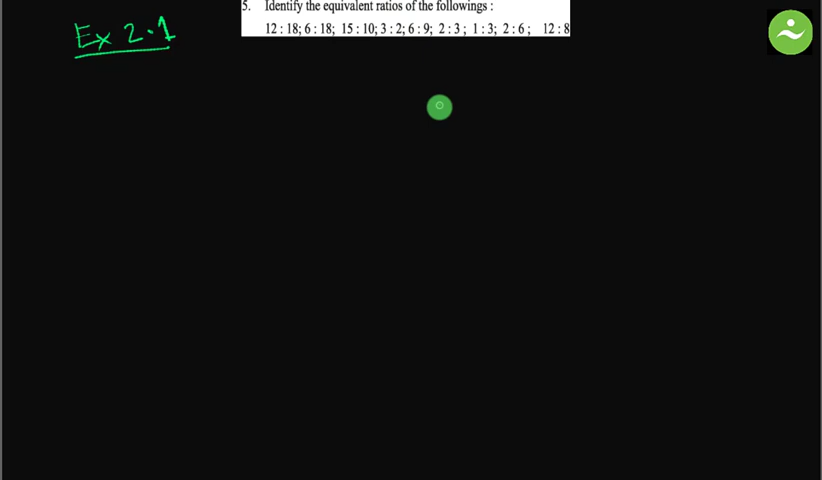 5. Identify the equivalent ratios of the followings :
12 : 18; 6 : 18; 15 : 10; 3 : 2; 6 : 9; 2 : 3 ; 1 : 3; 2 : 6 ; 12 : 8
Ex 2.1